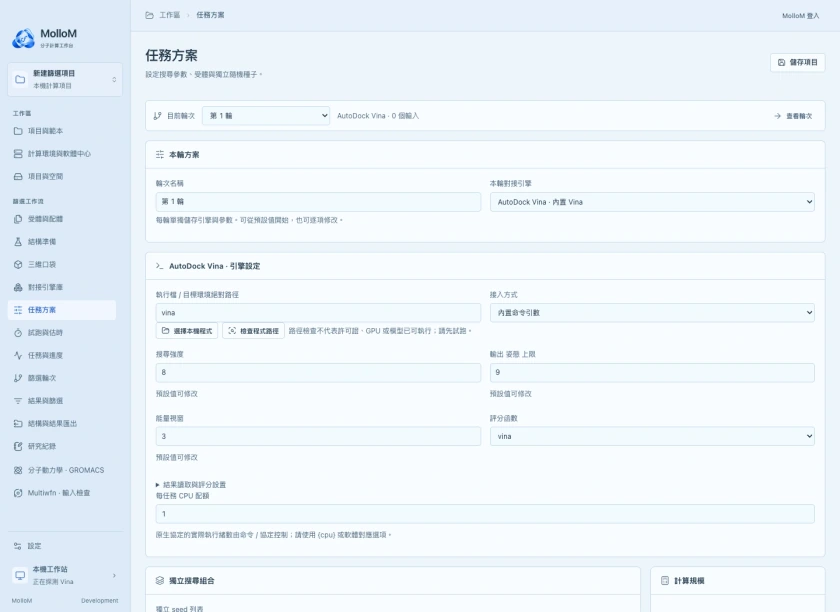 MolloM
分子計算工作台
新建篩選項目
本機計算項目
工作區
項目與範本
計算環境與軟體中心
項目與空間
篩選工作流
受體與配體
結構準備
三維口袋
對接引擎庫
任務方案
試跑與估時
任務與進度
篩選輪次
結果與篩選
結構與結果匯出
研究紀錄
分子動力學 · GROMACS
Multiwfn · 輸入檢查
設定
本機工作站
正在探測 Vina
MolloM Development
工作區 › 任務方案
MolloM 登入
任務方案
設定搜尋參數、受體與獨立隨機種子。
儲存項目
目前輪次 第 1 輪 AutoDock Vina · 0 個輸入 查看輪次
本輪方案
輪次名稱 本輪對接引擎
第 1 輪 AutoDock Vina · 內置 Vina
每輪單獨儲存引擎與參數。可從預設值開始，也可逐項修改。
AutoDock Vina · 引擎設定
執行檔 / 目標環境絕對路徑 接入方式
vina 內置命令引數
選擇本機程式 檢查程式路徑 路徑檢查不代表許可證、GPU 或模型已可執行；請先試跑。
搜尋強度 輸出 姿態 上限
8 9
預設值可修改 預設值可修改
能量視窗 評分函數
3 vina
預設值可修改
結果讀取與評分設置
每任務 CPU 配額
1
原生協定的實際執行緒數由命令 / 協定控制；請使用 {cpu} 或軟體對應選項。
獨立搜尋組合 計算規模
獨立 seed 列表